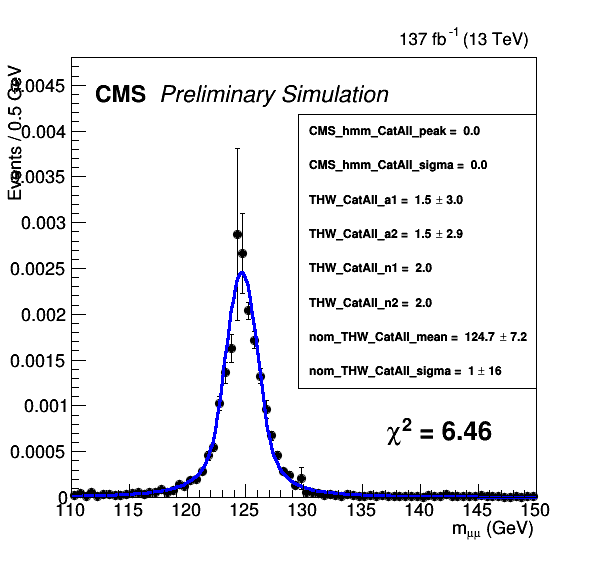 137 fb⁻¹ (13 TeV)
Events / 0.5 GeV
CMS Preliminary Simulation
0.0045
0.004
0.0035
0.003
0.0025
0.002
0.0015
0.001
0.0005
0
CMS_hmm_CatAll_peak = 0.0
CMS_hmm_CatAll_sigma = 0.0
THW_CatAll_a1 = 1.5 ± 3.0
THW_CatAll_a2 = 1.5 ± 2.9
THW_CatAll_n1 = 2.0
THW_CatAll_n2 = 2.0
nom_THW_CatAll_mean = 124.7 ± 7.2
nom_THW_CatAll_sigma = 1 ± 16
χ² = 6.46
110 115 120 125 130 135 140 145 150
m_μμ (GeV)